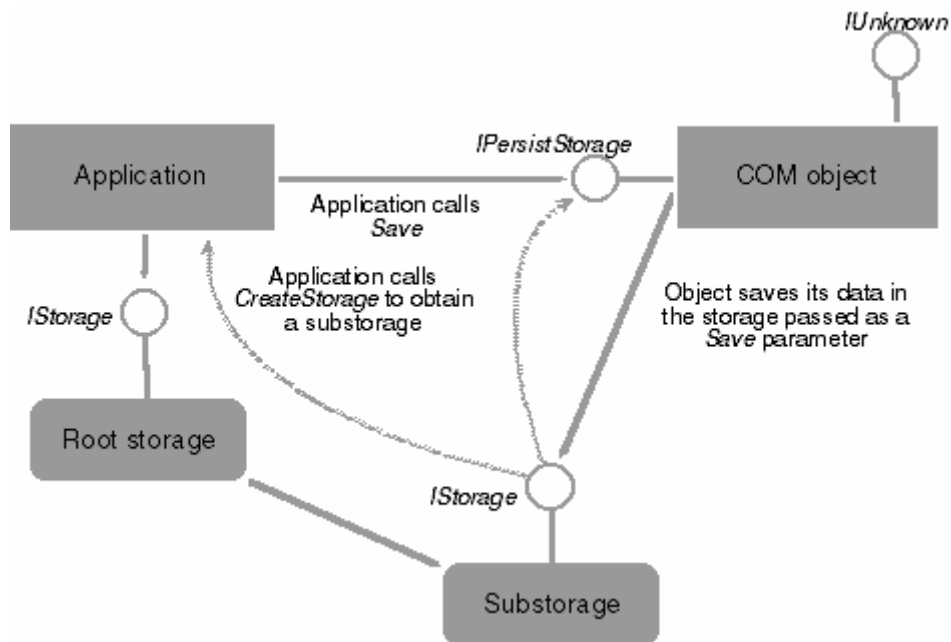 IUnknown
IPersistStorage
Application
COM object
Application calls
Save
Application calls
CreateStorage to obtain
a substorage
Object saves its data in
the storage passed as a
Save parameter
IStorage
Root storage
IStorage
Substorage